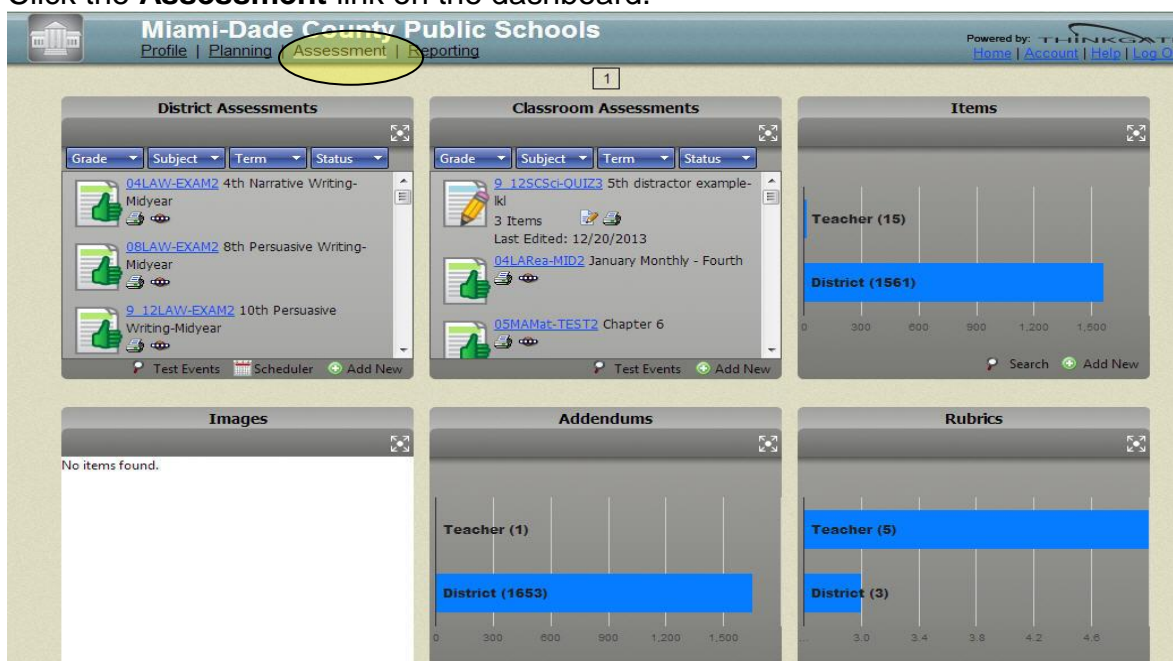 Click the Assessment link on the dashboard.
Miami-Dade County Public Schools
Profile | Planning | Assessment | Reporting
Powered by: THINKGAT
Home | Account | Help | Log O
1
District Assessments
Grade Subject Term Status
04LAW-EXAM2 4th Narrative Writing-
Midyear
08LAW-EXAM2 8th Persuasive Writing-
Midyear
9_12LAW-EXAM2 10th Persuasive
Writing-Midyear
Test Events Scheduler Add New
Classroom Assessments
Grade Subject Term Status
9_12SCSci-QUIZ3 5th distractor example-
lkl
3 Items
Last Edited: 12/20/2013
04LARea-MID2 January Monthly - Fourth
05MAMat-TEST2 Chapter 6
Test Events Add New
Items
Teacher (15)
District (1561)
0 300 600 900 1,200 1,500
Search Add New
Images
No items found.
Addendums
Teacher (1)
District (1653)
0 300 600 900 1,200 1,500
Rubrics
Teacher (5)
District (3)
... 3.0 3.4 3.8 4.2 4.6